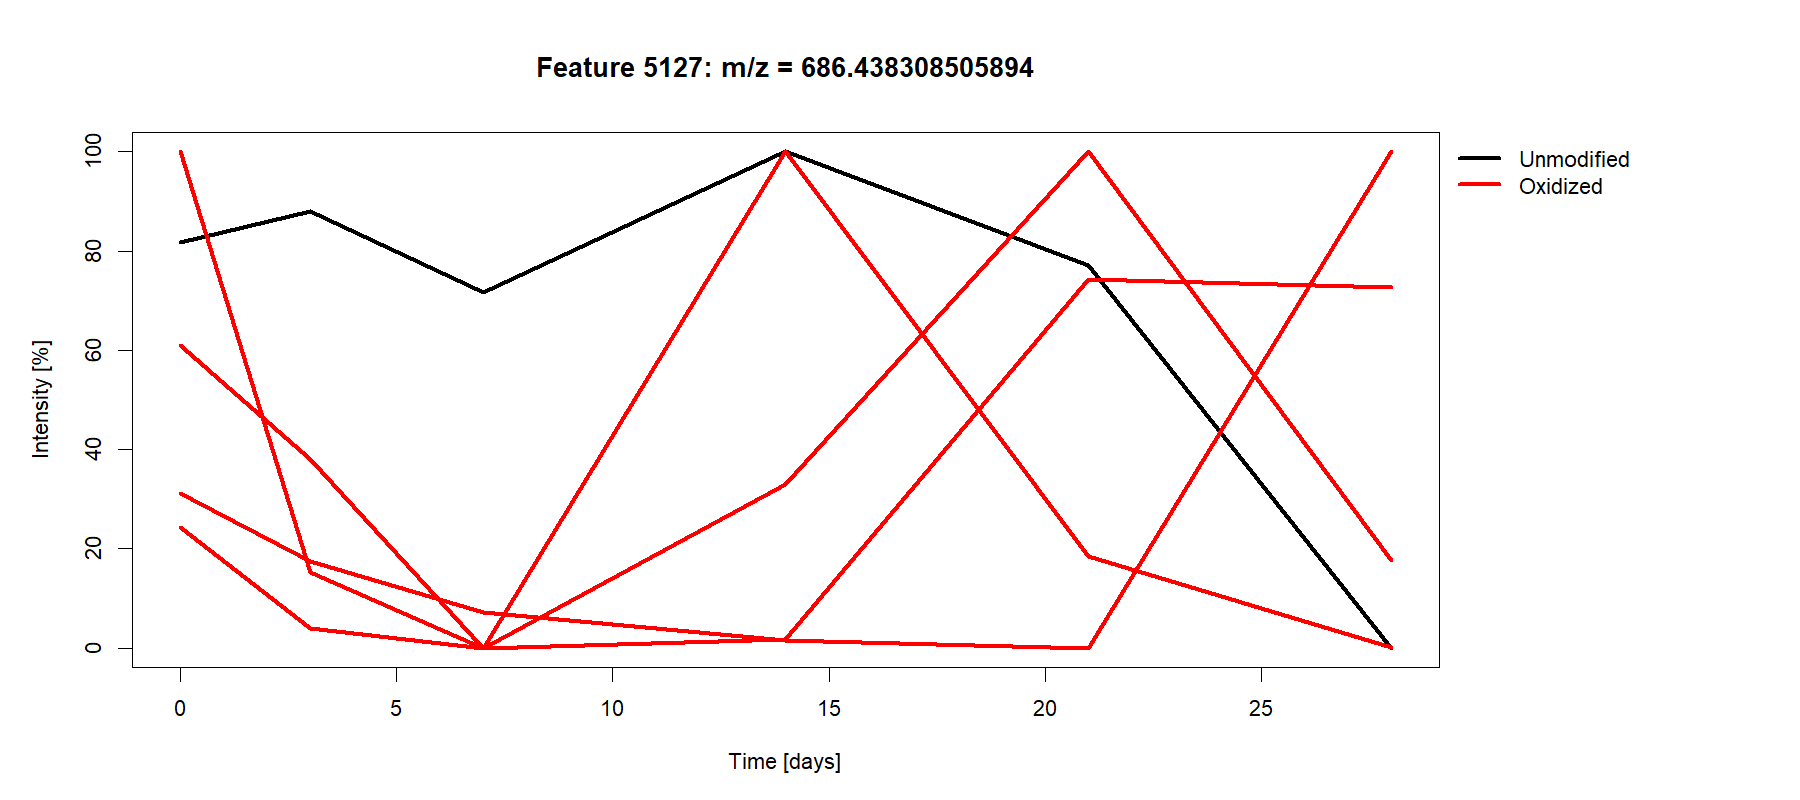 Feature 5127: m/z = 686.438308505894
Unmodified
Oxidized
Intensity [%]
100
80
60
40
20
0
0 5 10 15 20 25
Time [days]